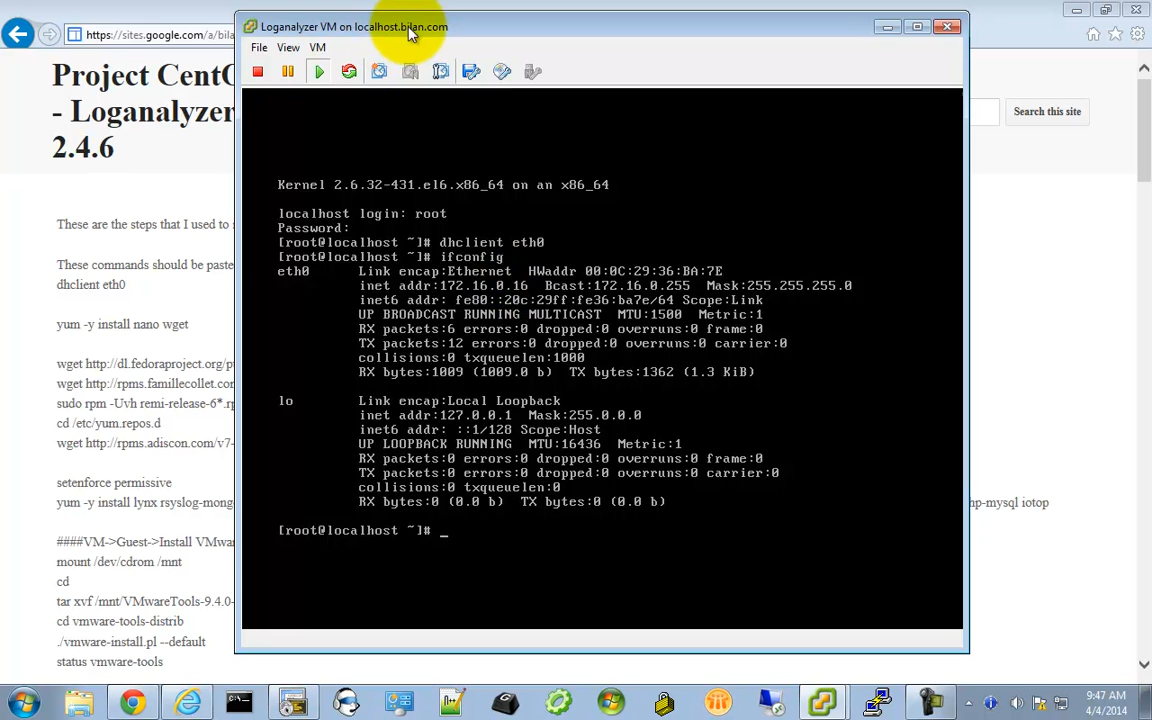 Loganalyzer VM on localhost.bilan.com
File View VM
https://sites.google.com/a/bila
Project CentO
- Loganalyzer
2.4.6
Search this site
These are the steps that I used to
These commands should be paste
dhclient eth0
yum -y install nano wget
wget http://dl.fedoraproject.org/pu
wget http://rpms.famillecollet.com
sudo rpm -Uvh remi-release-6*.r
cd /etc/yum.repos.d
wget http://rpms.adiscon.com/v7-
setenforce permissive
yum -y install lynx rsyslog-mong
hp-mysql iotop
####VM->Guest->Install VMwar
mount /dev/cdrom /mnt
cd
tar xvf /mnt/VMwareTools-9.4.0-
cd vmware-tools-distrib
./vmware-install.pl --default
status vmware-tools
Kernel 2.6.32-431.el6.x86_64 on an x86_64
localhost login: root
Password:
[root@localhost ~]# dhclient eth0
[root@localhost ~]# ifconfig
eth0 Link encap:Ethernet HWaddr 00:0C:29:36:BA:7E
inet addr:172.16.0.16 Bcast:172.16.0.255 Mask:255.255.255.0
inet6 addr: fe80::20c:29ff:fe36:ba7e/64 Scope:Link
UP BROADCAST RUNNING MULTICAST MTU:1500 Metric:1
RX packets:6 errors:0 dropped:0 overruns:0 frame:0
TX packets:12 errors:0 dropped:0 overruns:0 carrier:0
collisions:0 txqueuelen:1000
RX bytes:1009 (1009.0 b) TX bytes:1362 (1.3 KiB)
lo Link encap:Local Loopback
inet addr:127.0.0.1 Mask:255.0.0.0
inet6 addr: ::1/128 Scope:Host
UP LOOPBACK RUNNING MTU:16436 Metric:1
RX packets:0 errors:0 dropped:0 overruns:0 frame:0
TX packets:0 errors:0 dropped:0 overruns:0 carrier:0
collisions:0 txqueuelen:0
RX bytes:0 (0.0 b) TX bytes:0 (0.0 b)
[root@localhost ~]# _
9:47 AM
4/4/2014